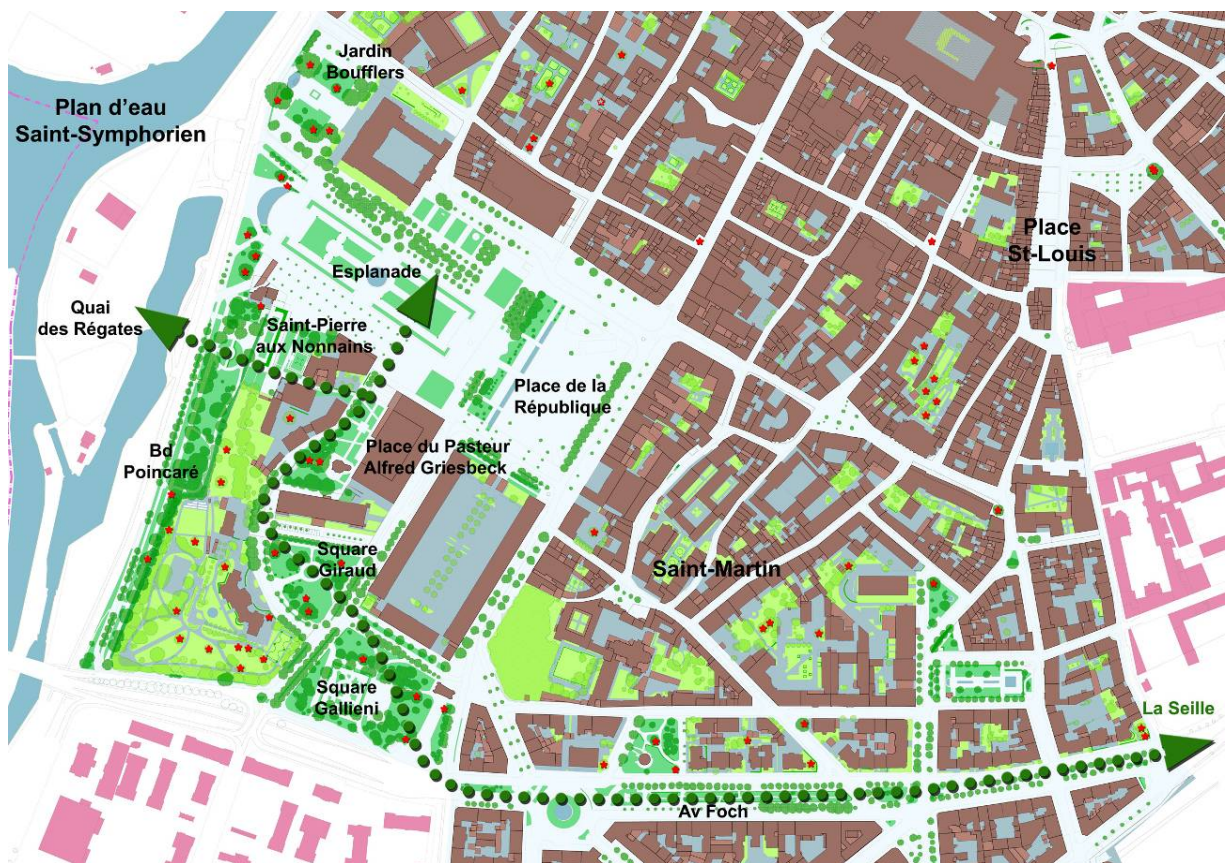 Jardin
Boufflers
Plan d'eau
Saint-Symphorien
Place
St-Louis
Esplanade
Quai
des Régates
Saint-Pierre
aux Nonnains
Place de la
République
Bd
Poincaré
Place du Pasteur
Alfred Griesbeck
Square
Giraud
Saint-Martin
Square
Gallieni
La Seille
Av Foch